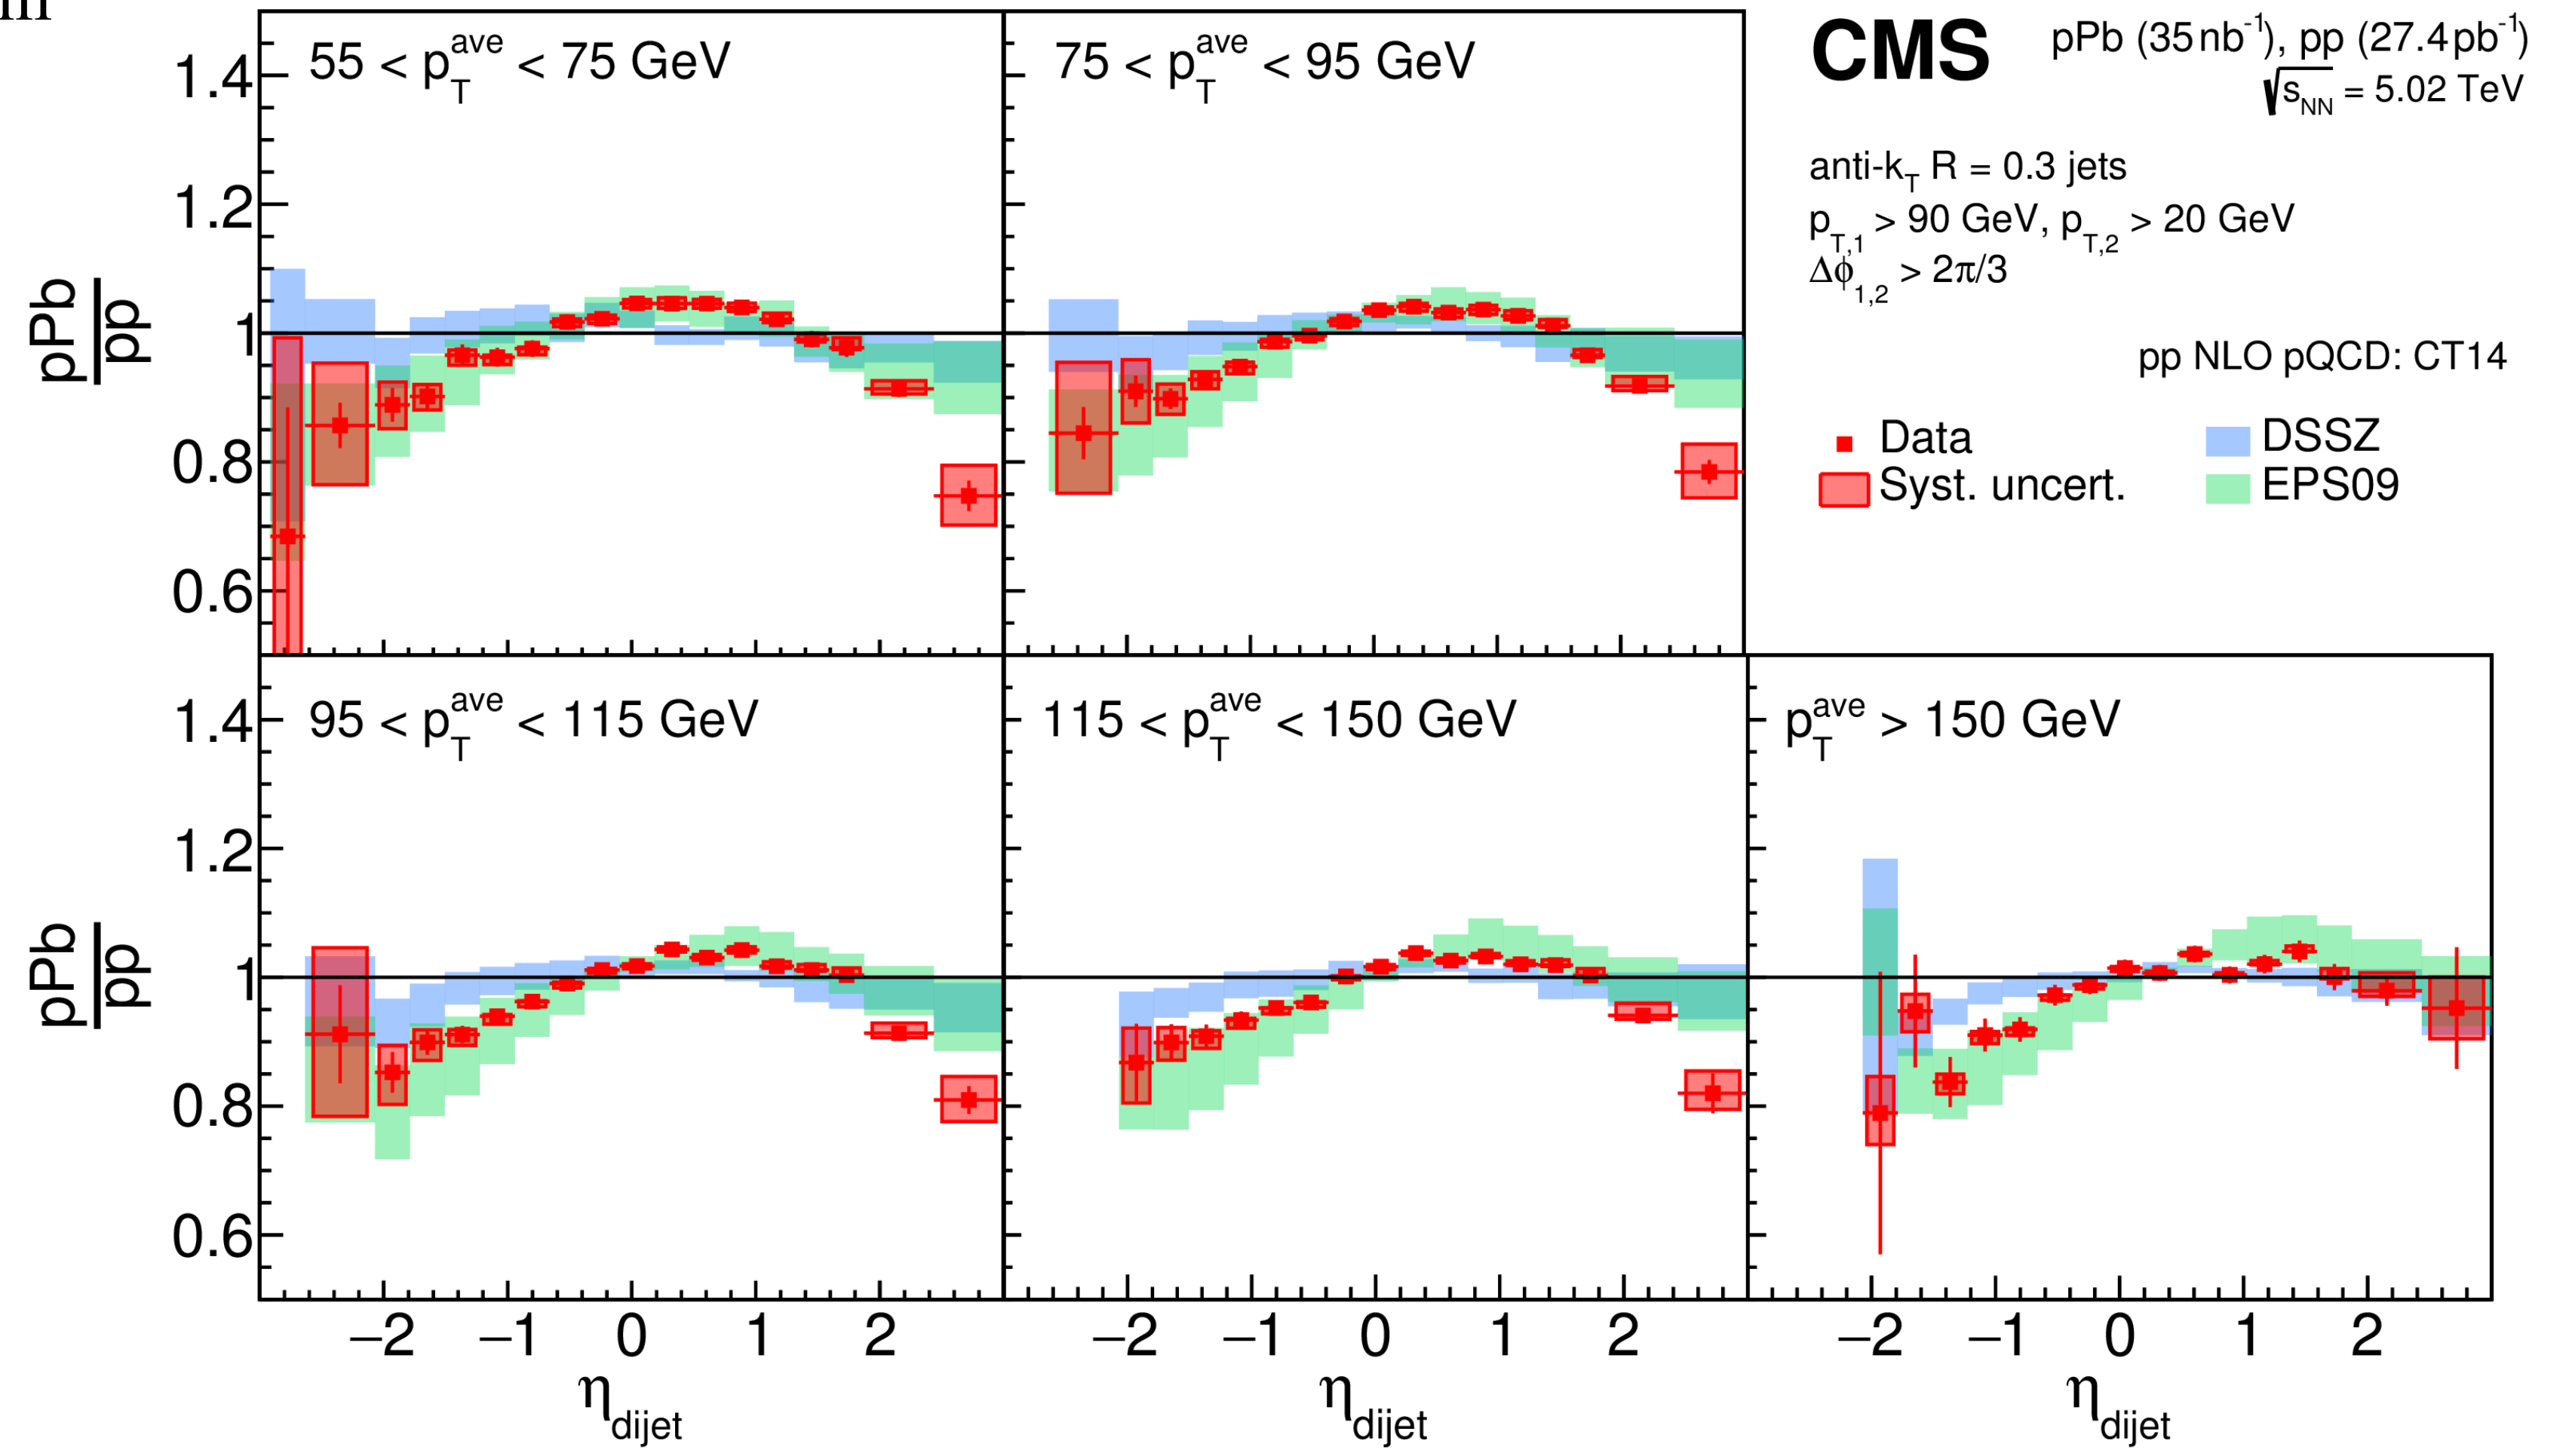 m
55 < p_T^ave < 75 GeV
75 < p_T^ave < 95 GeV
CMS
pPb (35 nb⁻¹), pp (27.4 pb⁻¹)
√s_NN = 5.02 TeV
anti-k_T R = 0.3 jets
p_T,1 > 90 GeV, p_T,2 > 20 GeV
Δϕ_1,2 > 2π/3
pp NLO pQCD: CT14
Data
Syst. uncert.
DSSZ
EPS09
1.4
1.2
1
0.8
0.6
pPb
pp
95 < p_T^ave < 115 GeV
115 < p_T^ave < 150 GeV
p_T^ave > 150 GeV
1.4
1.2
1
0.8
0.6
pPb
pp
−2 −1 0 1 2
−2 −1 0 1 2
−2 −1 0 1 2
η_dijet
η_dijet
η_dijet